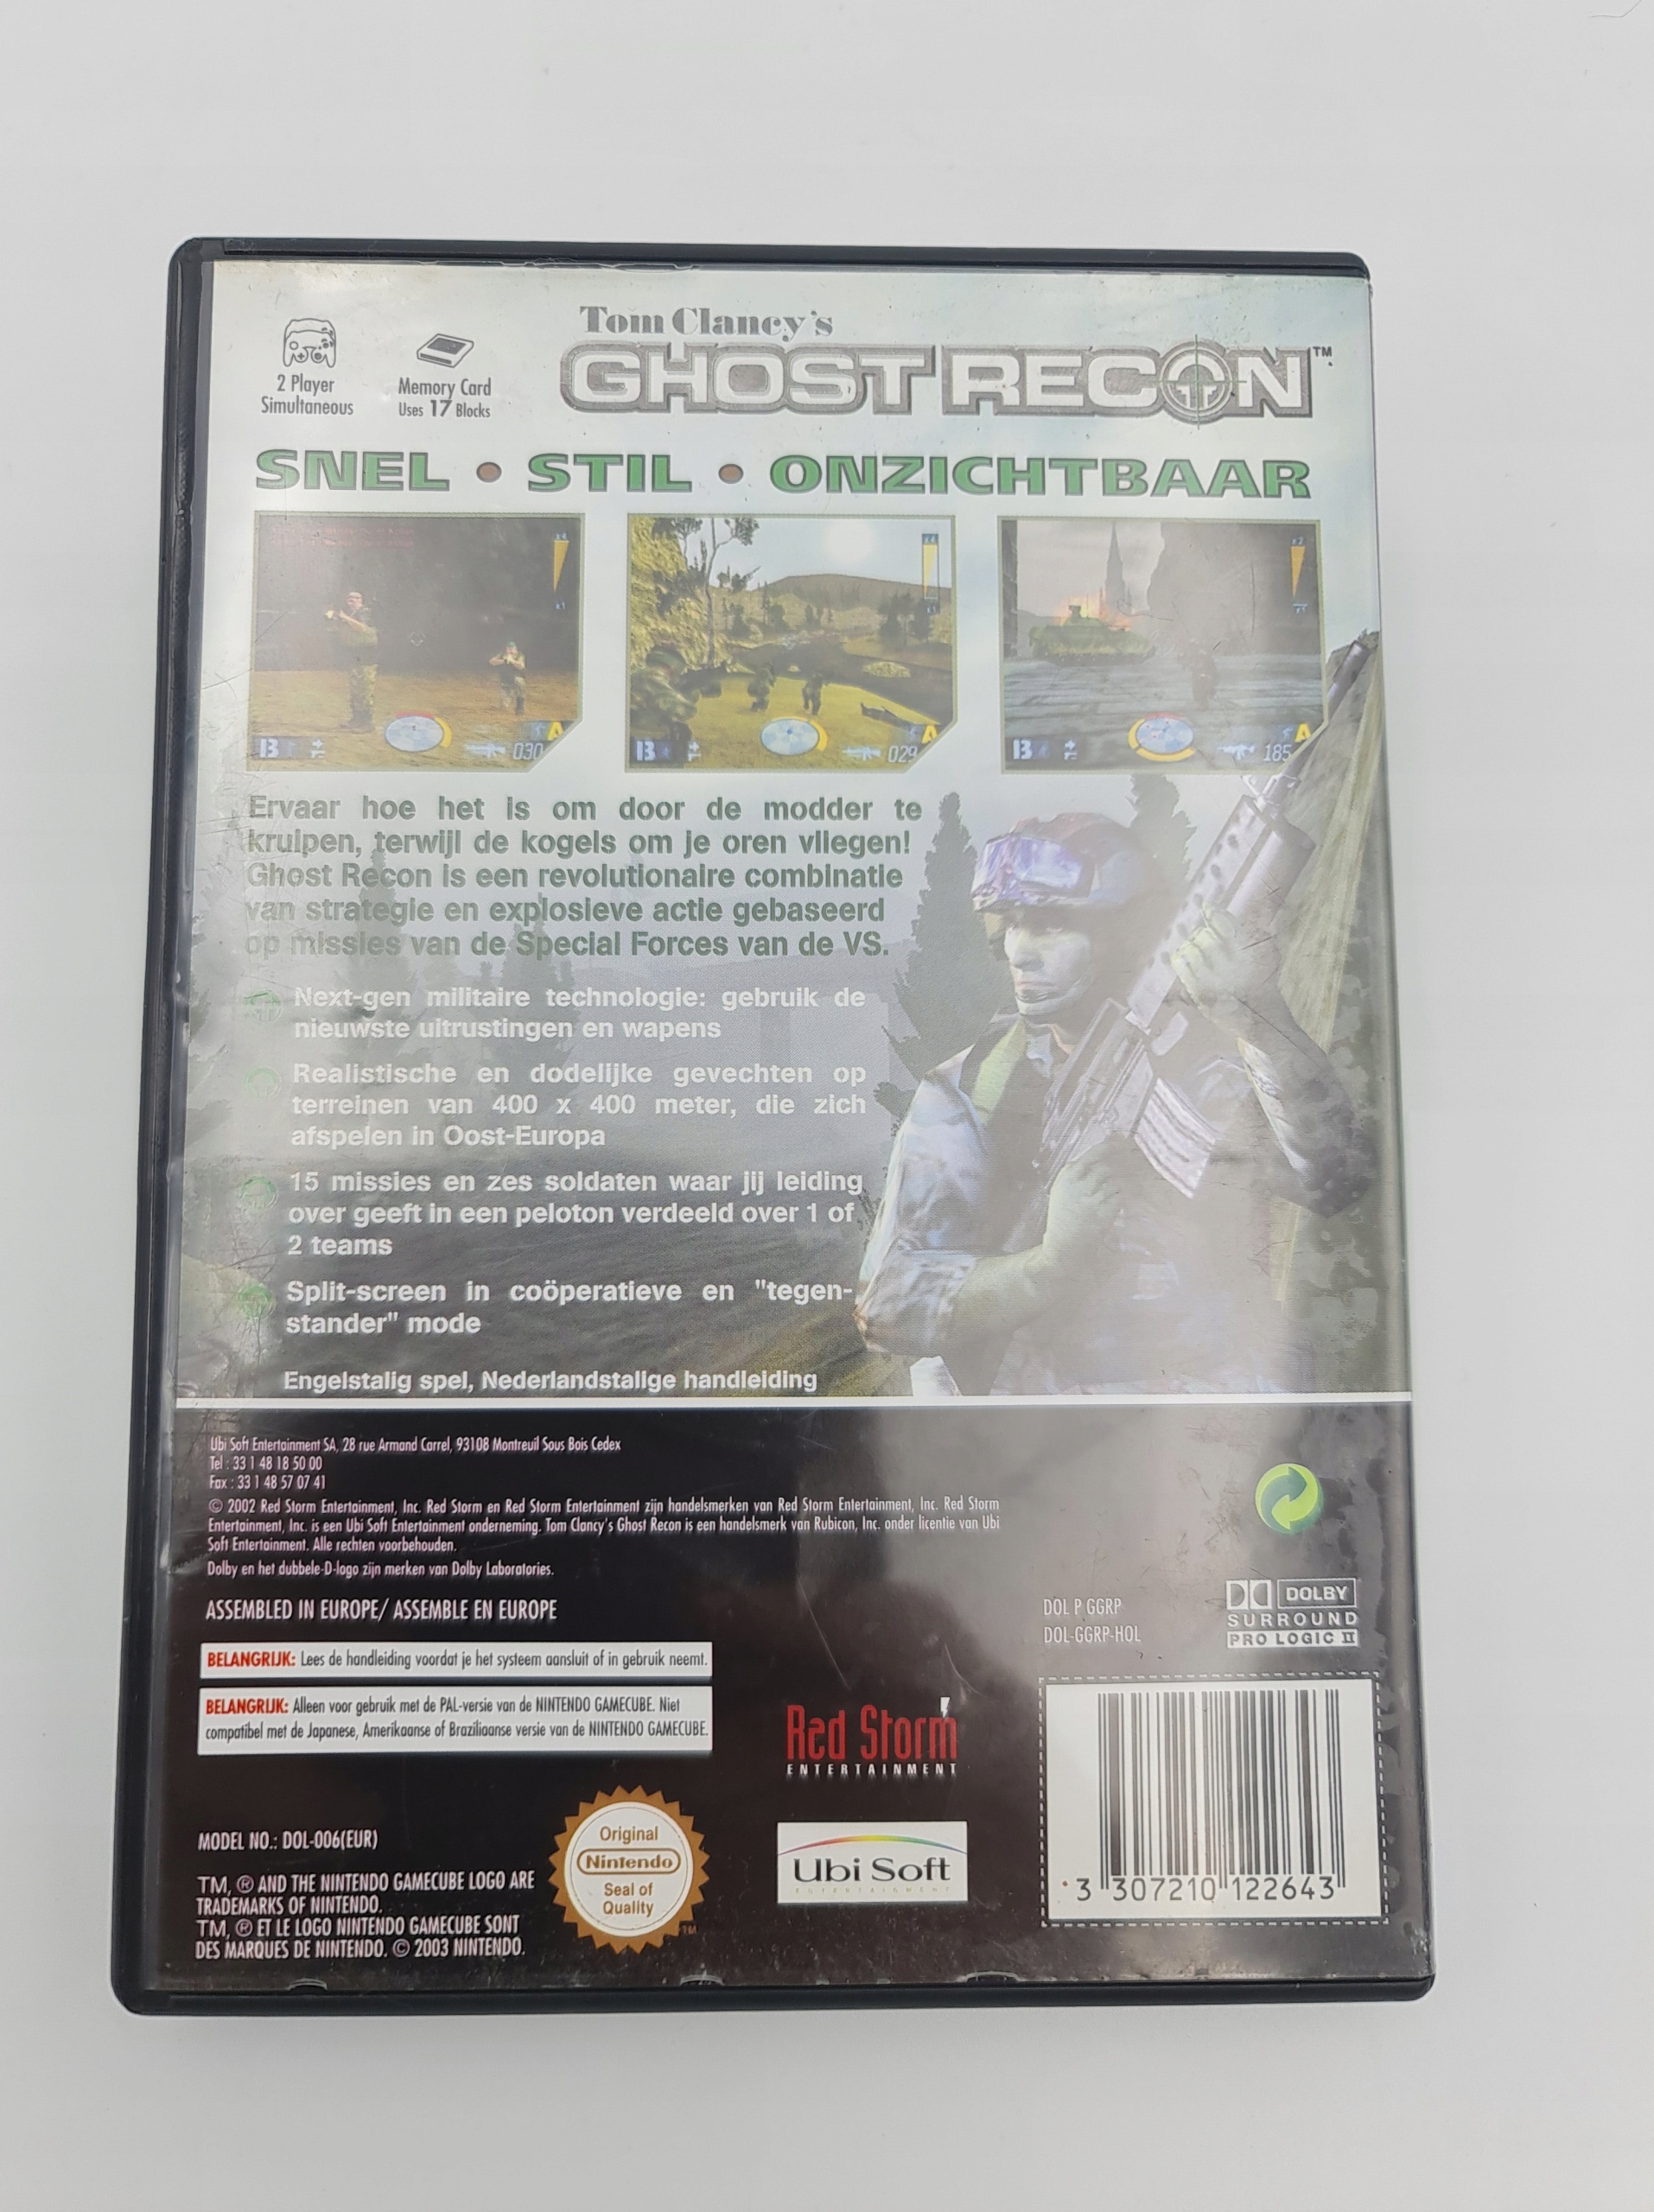 Tom Clancy's
GHOST RECON™
2 Player
Simultaneous
Memory Card
Uses 17 Blocks
SNEL • STIL • ONZICHTBAAR
x4
x1
13
030
x4
x1
13
029
x2
x1
13
185
Ervaar hoe het is om door de modder te
kruipen, terwijl de kogels om je oren vliegen!
Ghost Recon is een revolutionaire combinatie
van strategie en explosieve actie gebaseerd
op missies van de Special Forces van de VS.
Next-gen militaire technologie: gebruik de
nieuwste uitrustingen en wapens
Realistische en dodelijke gevechten op
terreinen van 400 x 400 meter, die zich
afspelen in Oost-Europa
15 missies en zes soldaten waar jij leiding
over geeft in een peloton verdeeld over 1 of
2 teams
Split-screen in coöperatieve en "tegen-
stander" mode
Engelstalig spel, Nederlandstalige handleiding
Ubi Soft Entertainment SA, 28 rue Armand Carrel, 93108 Montreuil Sous Bois Cedex
Tel : 33 1 48 18 50 00
Fax : 33 1 48 57 07 41
© 2002 Red Storm Entertainment, Inc. Red Storm en Red Storm Entertainment zijn handelsmerken van Red Storm Entertainment, Inc. Red Storm
Entertainment, Inc. is een Ubi Soft Entertainment onderneming. Tom Clancy's Ghost Recon is een handelsmerk van Rubicon, Inc. onder licentie van Ubi
Soft Entertainment. Alle rechten voorbehouden.
Dolby en het dubbele-D-logo zijn merken van Dolby Laboratories.
ASSEMBLED IN EUROPE/ ASSEMBLE EN EUROPE
DOL P GGRP
DOL-GGRP-HOL
DOLBY
SURROUND
PRO LOGIC II
BELANGRIJK: Lees de handleiding voordat je het systeem aansluit of in gebruik neemt.
BELANGRIJK: Alleen voor gebruik met de PAL-versie van de NINTENDO GAMECUBE. Niet
compatibel met de Japanese, Amerikaanse of Braziliaanse versie van de NINTENDO GAMECUBE.
Red Storm
ENTERTAINMENT
MODEL NO.: DOL-006(EUR)
TM, ® AND THE NINTENDO GAMECUBE LOGO ARE
TRADEMARKS OF NINTENDO.
TM, ® ET LE LOGO NINTENDO GAMECUBE SONT
DES MARQUES DE NINTENDO. © 2003 NINTENDO.
Original
Nintendo
Seal of
Quality
TM
Ubi Soft
ENTERTAINMENT
3 307210 122643